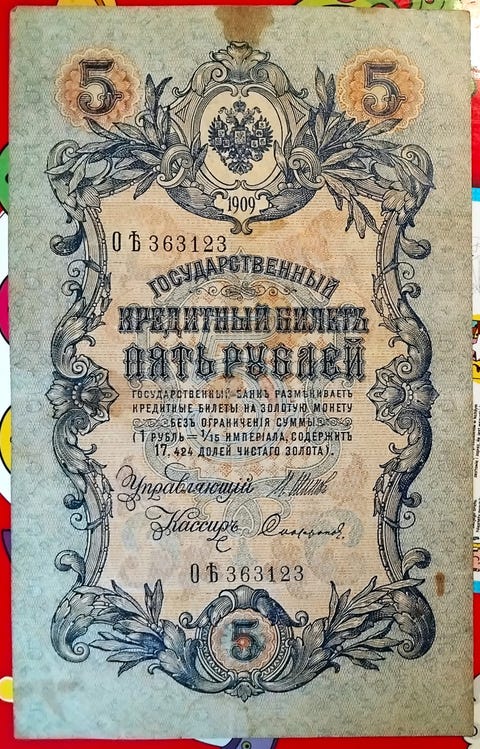 5 5
1909
ОѢ 363123
ГОСУДАРСТВЕННЫЙ
КРЕДИТНЫЙ БИЛЕТЪ
ПЯТЬ РУБЛЕЙ
ГОСУДАРСТВЕННЫЙ БАНКЪ РАЗМѢНИВАЕТЪ
КРЕДИТНЫЕ БИЛЕТЫ НА ЗОЛОТУЮ МОНЕТУ
БЕЗЪ ОГРАНИЧЕНІЯ СУММЫ
(1 РУБЛЬ = 1/15 ИМПЕРІАЛА, СОДЕРЖИТЪ
17,424 ДОЛЕЙ ЧИСТАГО ЗОЛОТА).
Управляющій
Кассиръ
ОѢ 363123
5